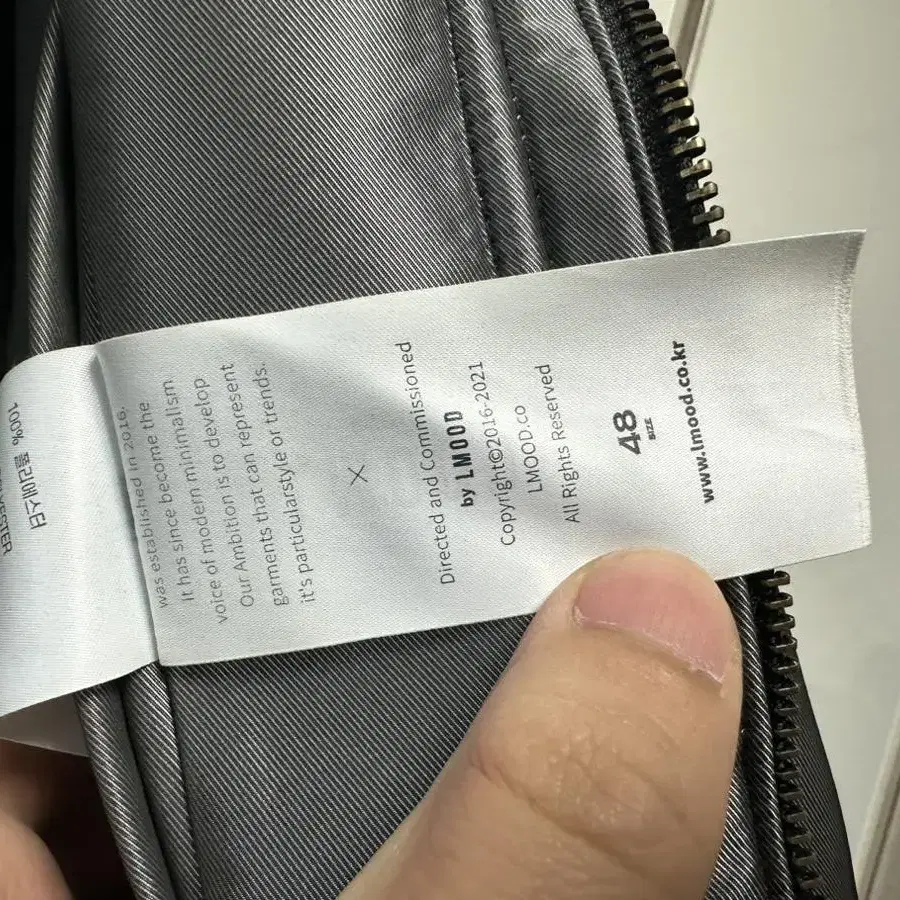 was established in 2016.
It has since become the
voice of modern minimalism.
Our Ambition is to develop
garments that can represent
it's particularstyle or trends.
Directed and Commissioned
by LMOOD
Copyright©2016-2021
LMOOD.co
All Rights Reserved
48
SIZE
www.lmood.co.kr
100% 폴리에스터